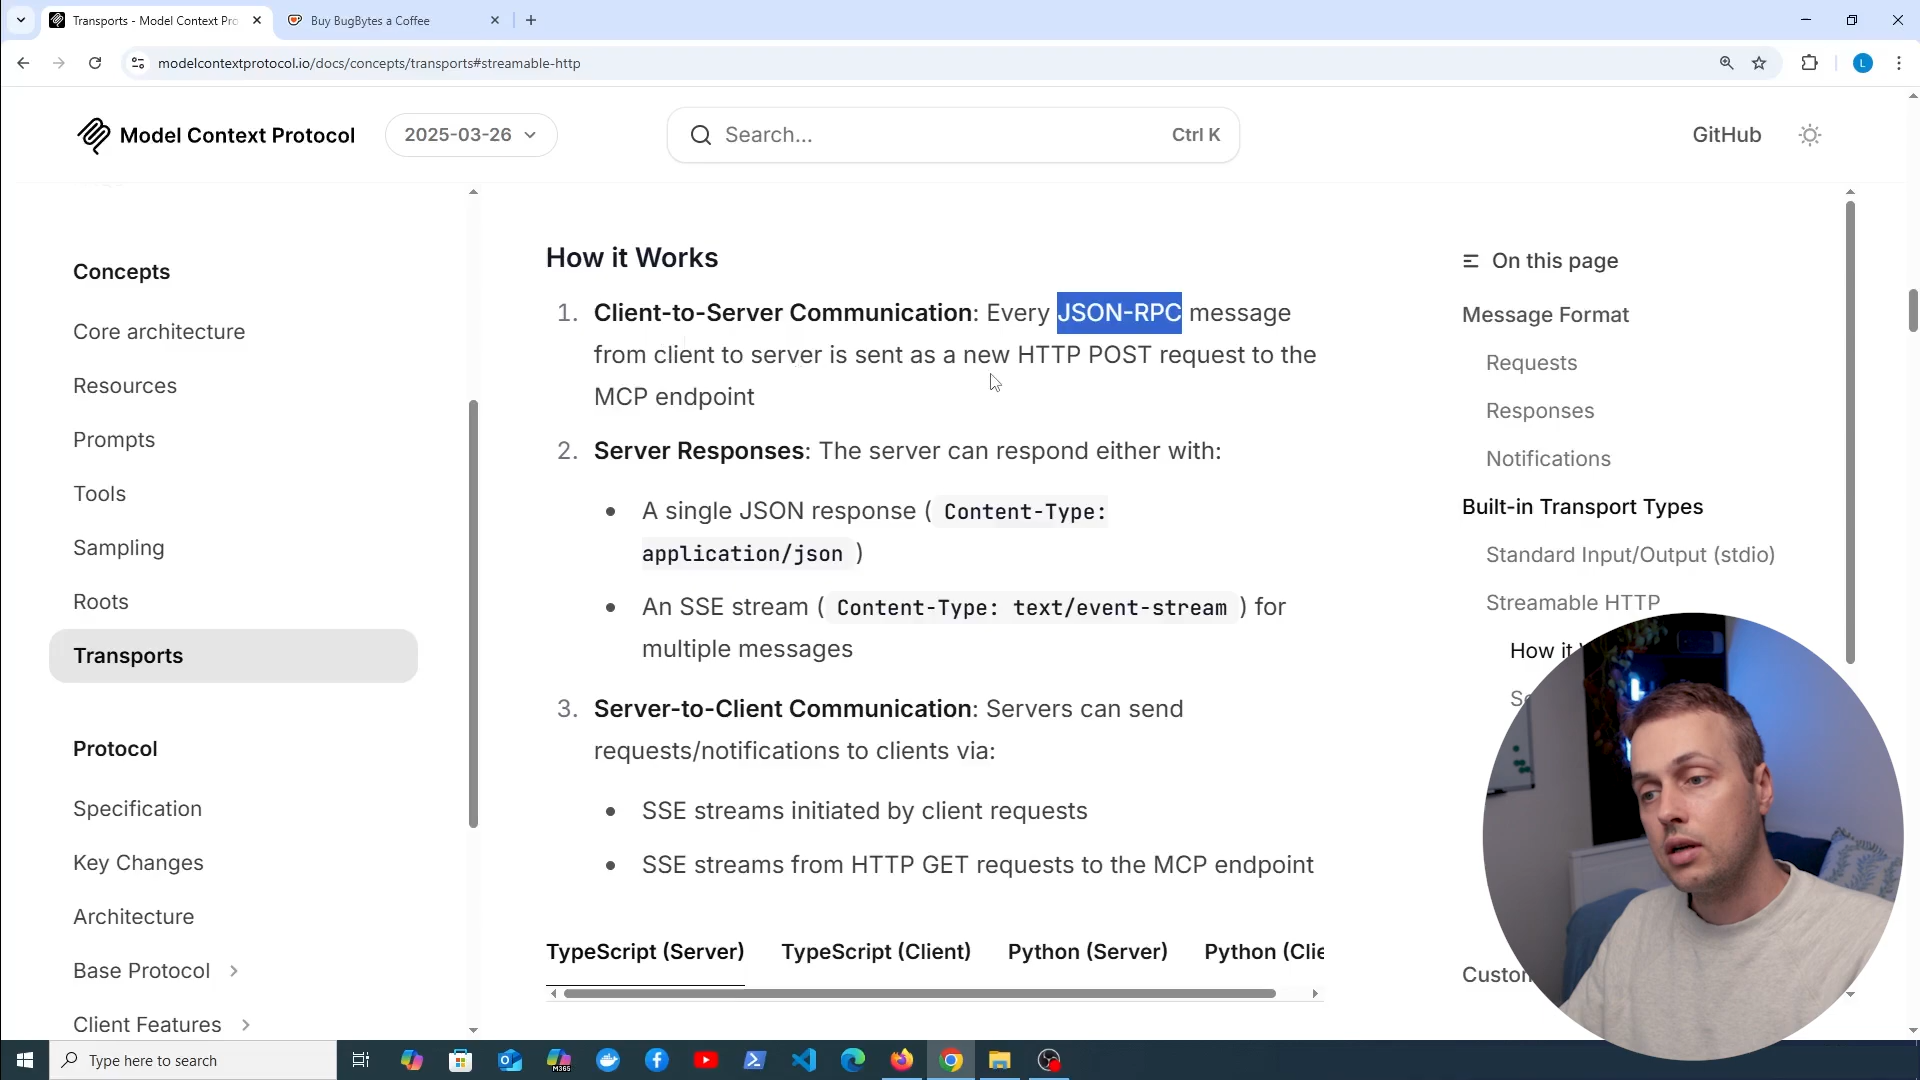 Transports - Model Context Pro
Buy BugBytes a Coffee
modelcontextprotocol.io/docs/concepts/transports#streamable-http
L
Model Context Protocol
2025-03-26
Search...
Ctrl K
GitHub
Concepts
Core architecture
Resources
Prompts
Tools
Sampling
Roots
Transports
Protocol
Specification
Key Changes
Architecture
Base Protocol
Client Features
How it Works
1. Client-to-Server Communication: Every JSON-RPC message
from client to server is sent as a new HTTP POST request to the
MCP endpoint
2. Server Responses: The server can respond either with:
• A single JSON response ( Content-Type:
application/json )
• An SSE stream ( Content-Type: text/event-stream ) for
multiple messages
3. Server-to-Client Communication: Servers can send
requests/notifications to clients via:
• SSE streams initiated by client requests
• SSE streams from HTTP GET requests to the MCP endpoint
TypeScript (Server) TypeScript (Client) Python (Server) Python (Clie
On this page
Message Format
Requests
Responses
Notifications
Built-in Transport Types
Standard Input/Output (stdio)
Streamable HTTP
How it
Custom
Type here to search
M365